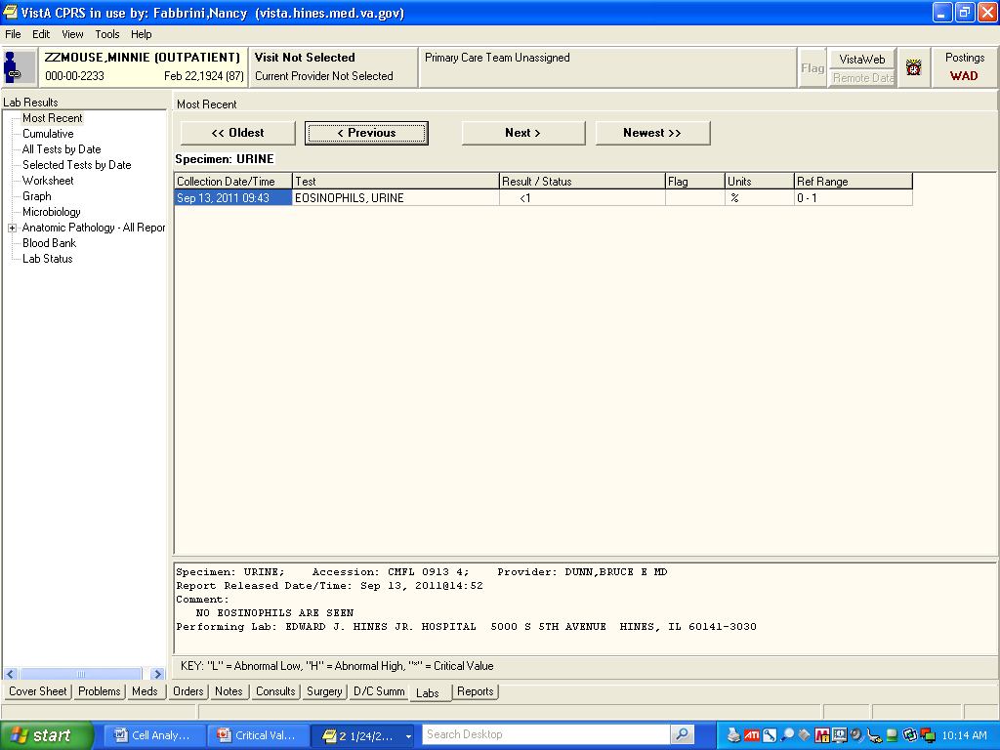 VistA CPRS in use by: Fabbrini,Nancy (vista.hines.med.va.gov)
File Edit View Tools Help
ZZMOUSE,MINNIE (OUTPATIENT) Visit Not Selected Primary Care Team Unassigned Flag VistaWeb Postings
000-00-2233 Feb 22,1924 (87) Current Provider Not Selected Remote Data WAD
Lab Results
Most Recent
Cumulative
All Tests by Date
Selected Tests by Date
Worksheet
Graph
Microbiology
Anatomic Pathology - All Repor
Blood Bank
Lab Status
Most Recent
<< Oldest < Previous Next > Newest >>
Specimen: URINE
Collection Date/Time Test Result / Status Flag Units Ref Range
Sep 13, 2011 09:43 EOSINOPHILS, URINE <1 % 0 - 1
Specimen: URINE; Accession: CMFL 0913 4; Provider: DUNN,BRUCE E MD
Report Released Date/Time: Sep 13, 2011@14:52
Comment:
NO EOSINOPHILS ARE SEEN
Performing Lab: EDWARD J. HINES JR. HOSPITAL 5000 S 5TH AVENUE HINES, IL 60141-3030
KEY: "L" = Abnormal Low, "H" = Abnormal High, "*" = Critical Value
Cover Sheet Problems Meds Orders Notes Consults Surgery D/C Summ Labs Reports
start Cell Analy... Critical Val... 2 1/24/2... Search Desktop ATI 10:14 AM